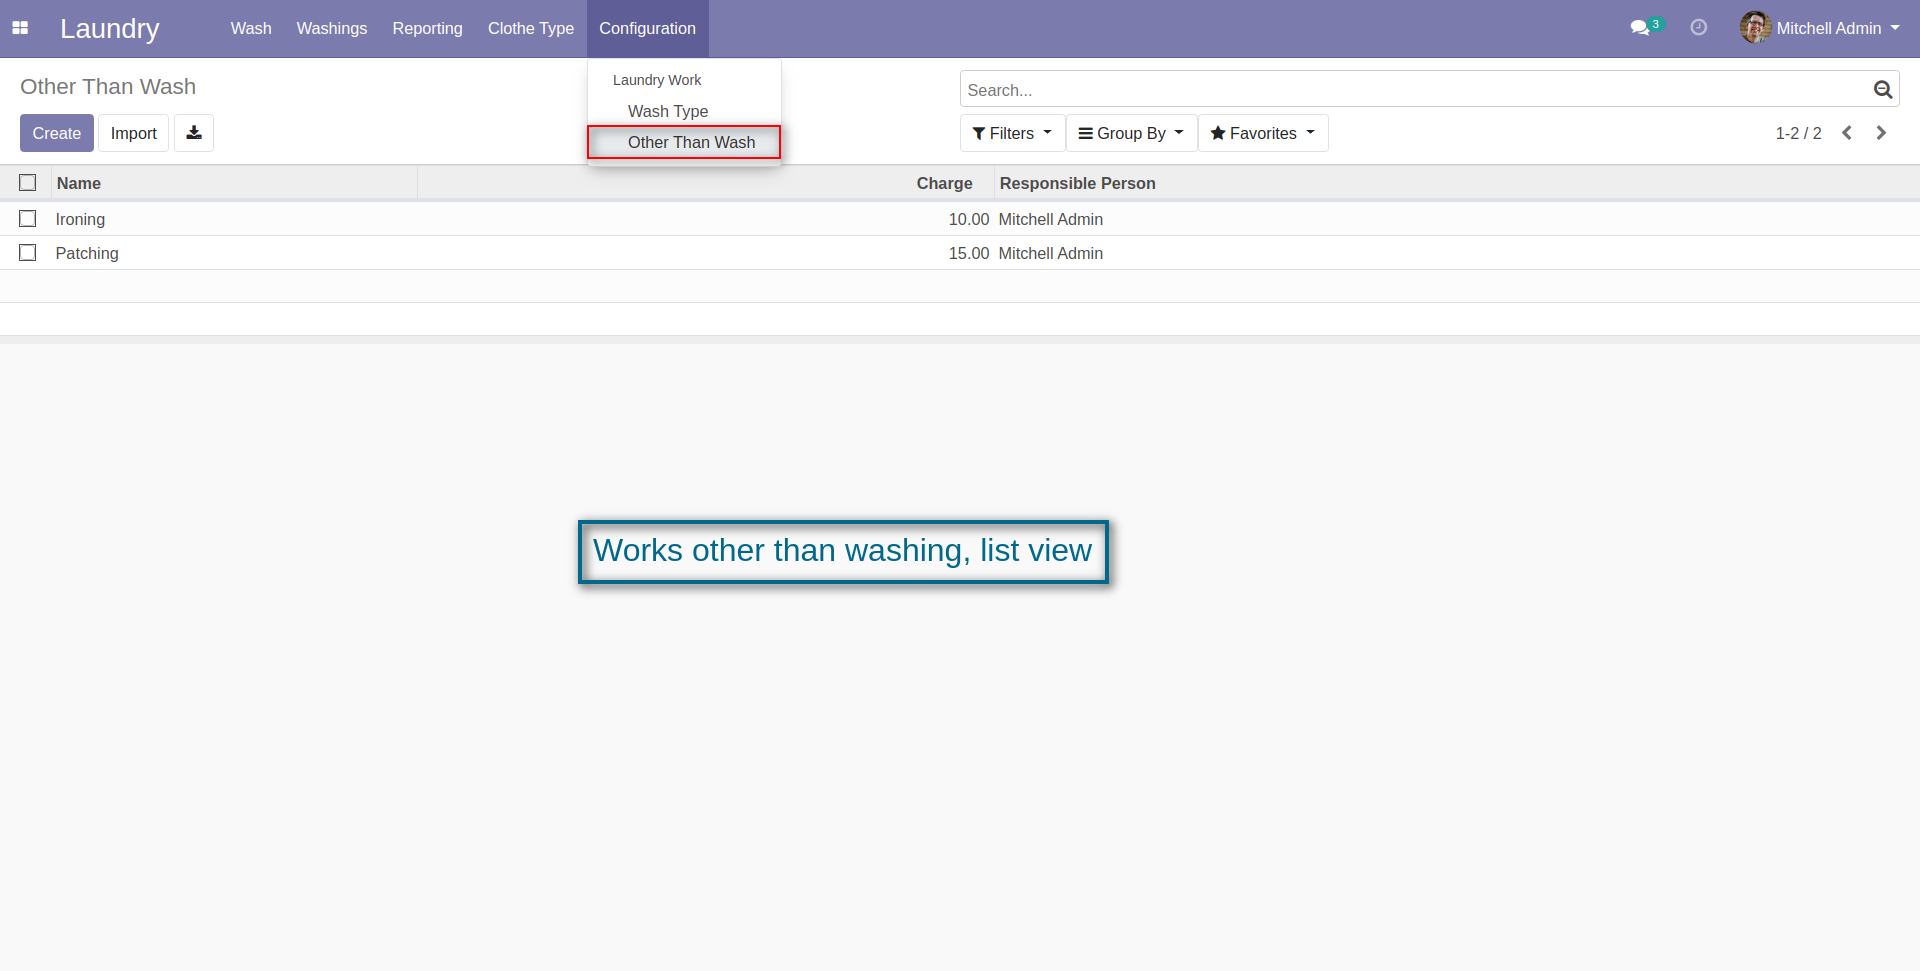 Laundry Wash Washings Reporting Clothe Type Configuration 3 Mitchell Admin
Other Than Wash
Laundry Work
Wash Type
Other Than Wash
Search...
Create Import
Filters Group By Favorites 1-2 / 2
Name Charge Responsible Person
Ironing 10.00 Mitchell Admin
Patching 15.00 Mitchell Admin
Works other than washing, list view